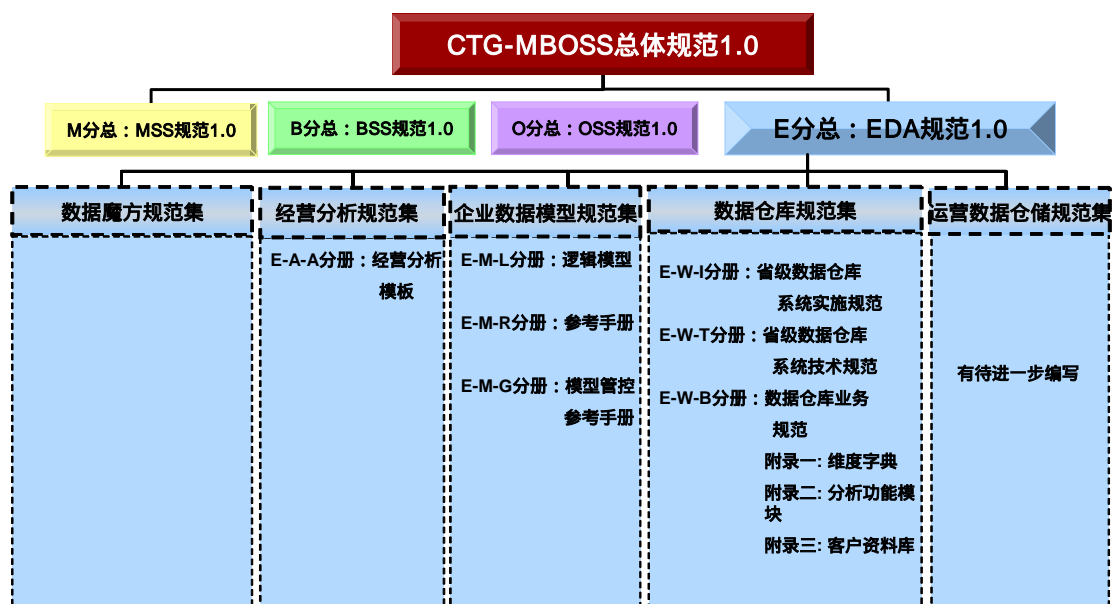 CTG-MBOSS总体规范1.0
M分总：MSS规范1.0
B分总：BSS规范1.0
O分总：OSS规范1.0
E分总：EDA规范1.0
数据魔方规范集
经营分析规范集
E-A-A分册：经营分析
模板
企业数据模型规范集
E-M-L分册：逻辑模型
E-M-R分册：参考手册
E-M-G分册：模型管控
参考手册
数据仓库规范集
E-W-I分册：省级数据仓库
系统实施规范
E-W-T分册：省级数据仓库
系统技术规范
E-W-B分册：数据仓库业务
规范
附录一: 维度字典
附录二: 分析功能模
块
附录三: 客户资料库
运营数据仓储规范集
有待进一步编写